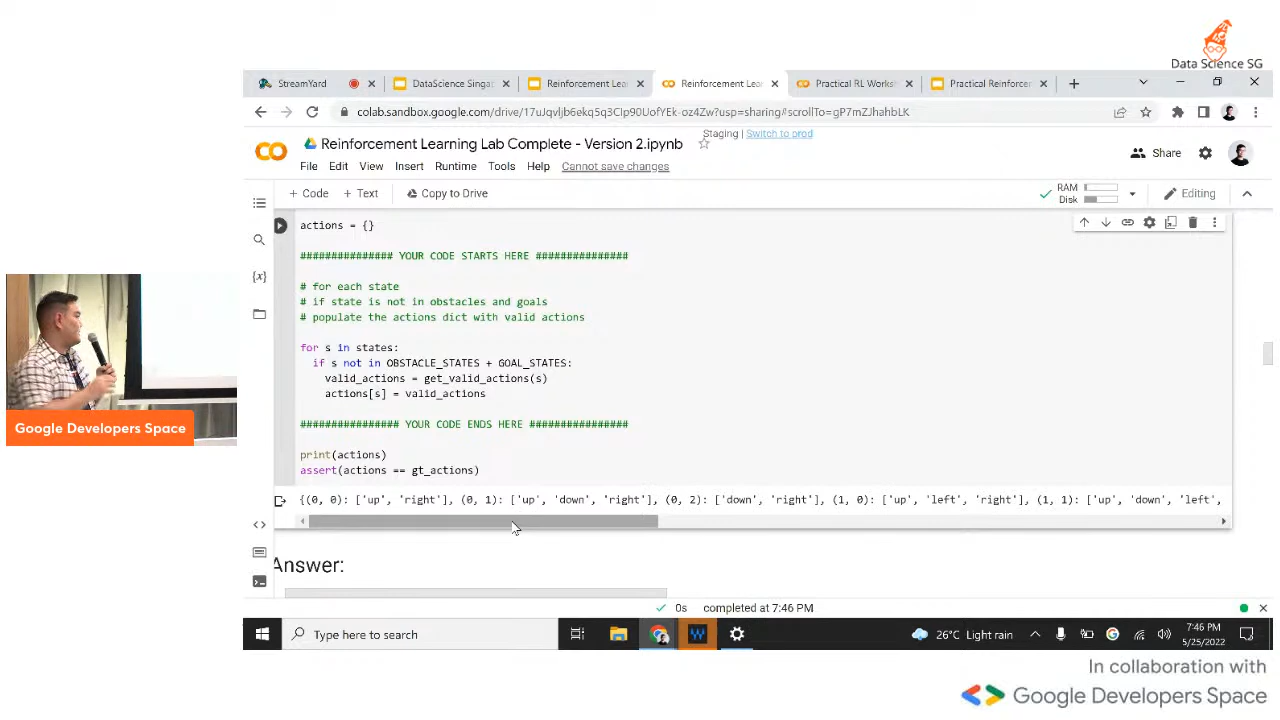 Data Science SG
StreamYard
DataScience Singap
Reinforcement Lear
Reinforcement Lear
Practical RL Works
Practical Reinforcer
colab.sandbox.google.com/drive/17uJqvljb6ekq5q3CIp90UofYEk-oz4Zw?usp=sharing#scrollTo=gP7mZJhahbLK
Reinforcement Learning Lab Complete - Version 2.ipynb
Staging | Switch to prod
File Edit View Insert Runtime Tools Help Cannot save changes
Share
+ Code + Text Copy to Drive
RAM
Disk
Editing
actions = {}
############### YOUR CODE STARTS HERE ###############
# for each state
# if state is not in obstacles and goals
# populate the actions dict with valid actions
for s in states:
if s not in OBSTACLE_STATES + GOAL_STATES:
valid_actions = get_valid_actions(s)
actions[s] = valid_actions
################ YOUR CODE ENDS HERE ################
print(actions)
assert(actions == gt_actions)
{(0, 0): ['up', 'right'], (0, 1): ['up', 'down', 'right'], (0, 2): ['down', 'right'], (1, 0): ['up', 'left', 'right'], (1, 1): ['up', 'down', 'left',
Answer:
0s completed at 7:46 PM
Google Developers Space
Type here to search
26°C Light rain
7:46 PM
5/25/2022
In collaboration with
Google Developers Space